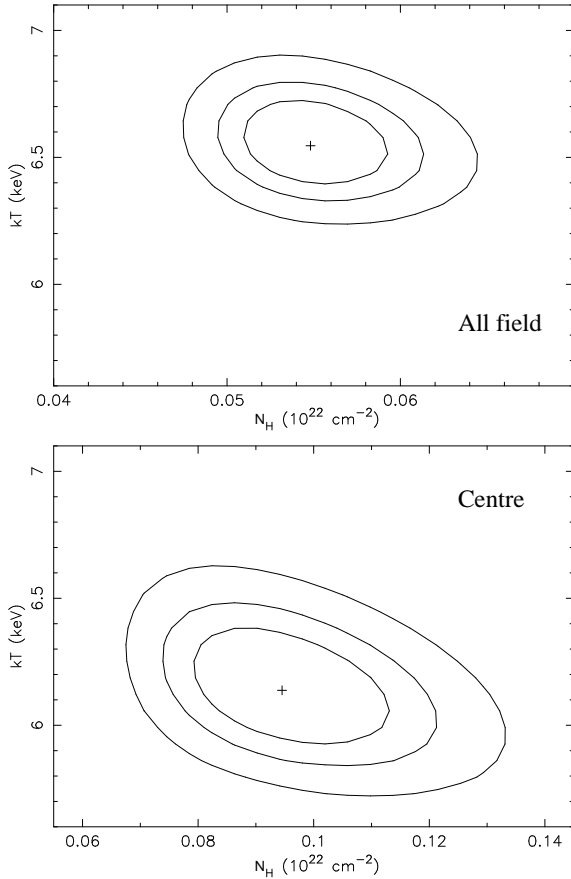 7
6.5
kT (keV)
6
All field
0.04 0.05 0.06
N_H (10^22 cm^-2)
7
Centre
6.5
kT (keV)
6
0.06 0.08 0.1 0.12 0.14
N_H (10^22 cm^-2)